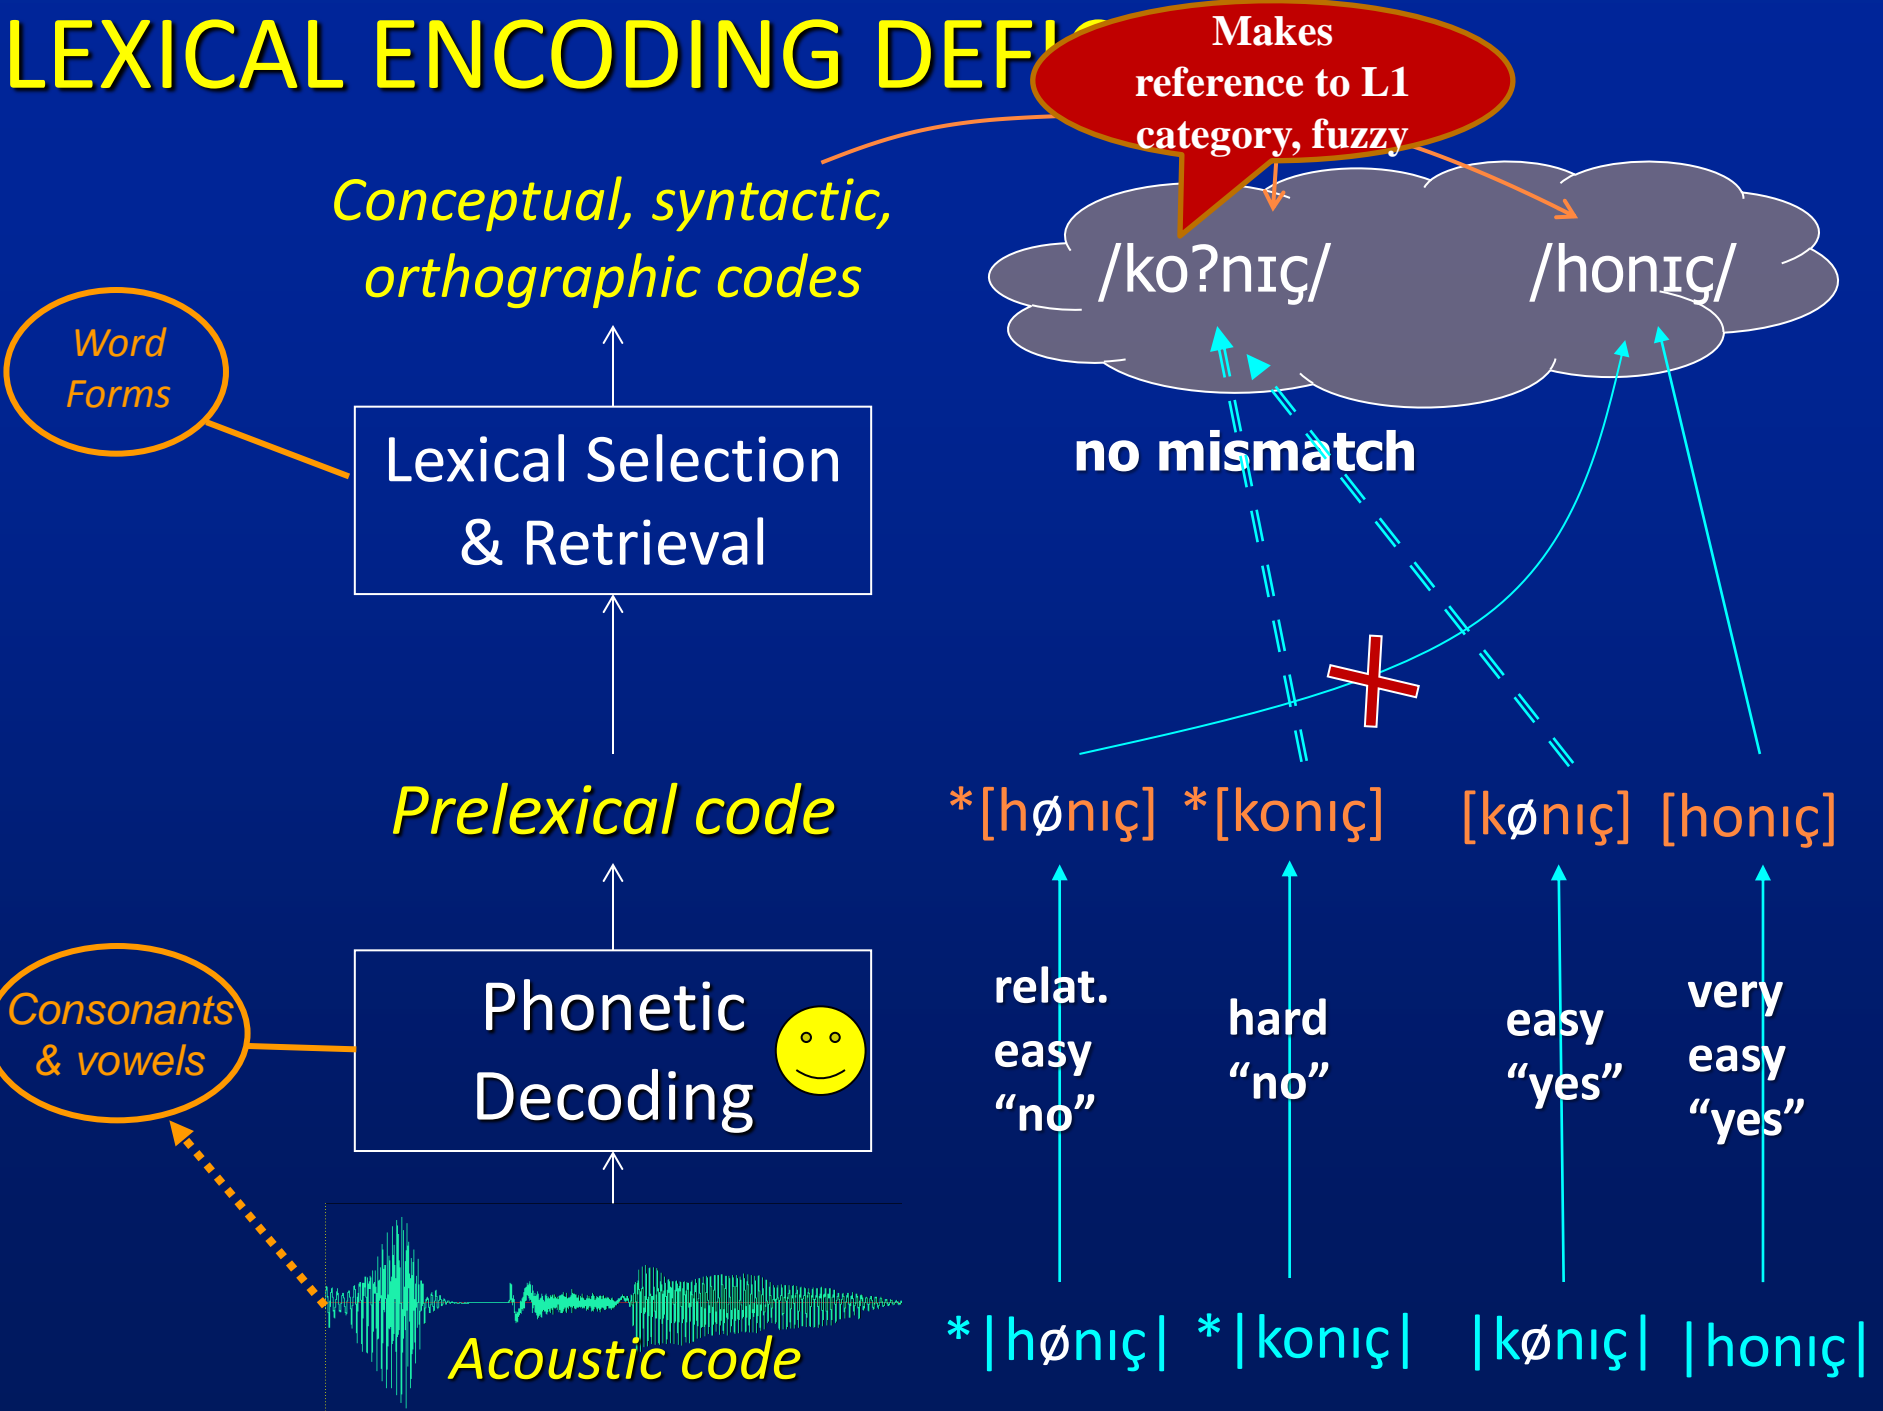 LEXICAL ENCODING DEFI
Makes
reference to L1
category, fuzzy
Conceptual, syntactic,
orthographic codes
/ko?nɪç/ /honɪç/
Word
Forms
Lexical Selection
& Retrieval
no mismatch
Prelexical code
*[hønıç] *[konıç] [kønıç] [honıç]
Consonants
& vowels
Phonetic
Decoding
relat.
easy
“no”
hard
“no”
easy
“yes”
very
easy
“yes”
Acoustic code
*|hønıç| *|konıç| |kønıç| |honıç|